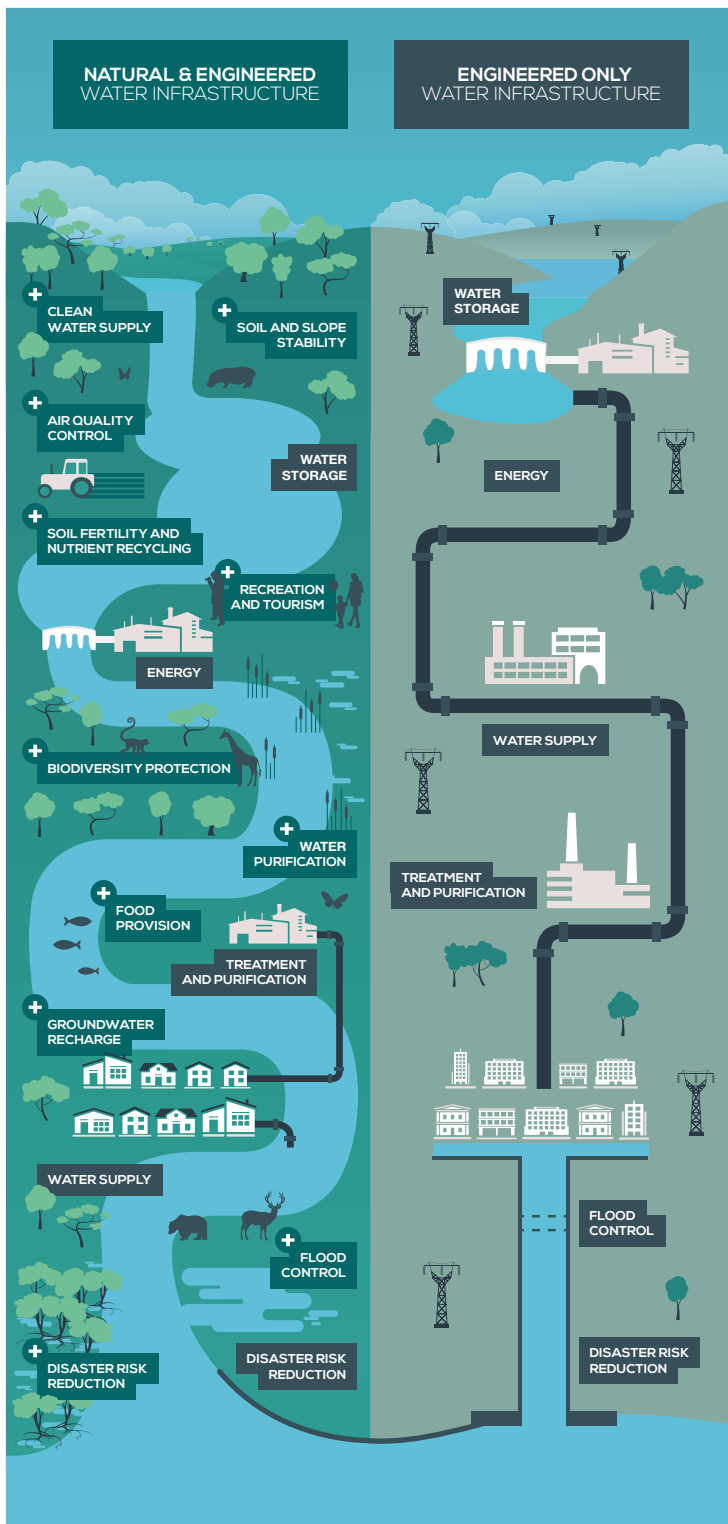 NATURAL & ENGINEERED
WATER INFRASTRUCTURE
CLEAN
WATER SUPPLY
SOIL AND SLOPE
STABILITY
AIR QUALITY
CONTROL
WATER
STORAGE
SOIL FERTILITY AND
NUTRIENT RECYCLING
RECREATION
AND TOURISM
ENERGY
BIODIVERSITY PROTECTION
WATER
PURIFICATION
FOOD
PROVISION
TREATMENT
AND PURIFICATION
GROUNDWATER
RECHARGE
WATER SUPPLY
FLOOD
CONTROL
DISASTER RISK
REDUCTION
DISASTER RISK
REDUCTION
ENGINEERED ONLY
WATER INFRASTRUCTURE
WATER
STORAGE
ENERGY
WATER SUPPLY
TREATMENT
AND PURIFICATION
FLOOD
CONTROL
DISASTER RISK
REDUCTION